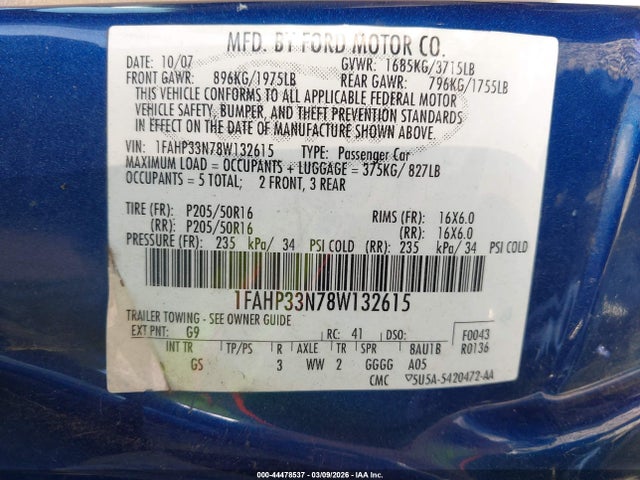 MFD. BY FORD MOTOR CO.
DATE: 10/07 GVWR: 1685KG/3715LB
FRONT GAWR: 896KG/1975LB REAR GAWR: 796KG/1755LB
THIS VEHICLE CONFORMS TO ALL APPLICABLE FEDERAL MOTOR
VEHICLE SAFETY, BUMPER, AND THEFT PREVENTION STANDARDS
IN EFFECT ON THE DATE OF MANUFACTURE SHOWN ABOVE.
VIN: 1FAHP33N78W132615 TYPE: Passenger Car
MAXIMUM LOAD = OCCUPANTS + LUGGAGE = 375KG/ 827LB
OCCUPANTS = 5 TOTAL; 2 FRONT, 3 REAR
TIRE (FR): P205/50R16 RIMS (FR): 16X6.0
(RR): P205/50R16 (RR): 16X6.0
PRESSURE (FR): 235 kPa/ 34 PSI COLD (RR): 235 kPa/ 34 PSI COLD
1FAHP33N78W132615
TRAILER TOWING - SEE OWNER GUIDE
EXT PNT: G9 RC: 41 DSO: F0043
INT TR TP/PS R AXLE TR SPR 8AU1B R0136
GS 3 WW 2 GGGG A05
CMC 5U5A-5420472-AA
000-44478537 - 03/09/2026 - IAA Inc.